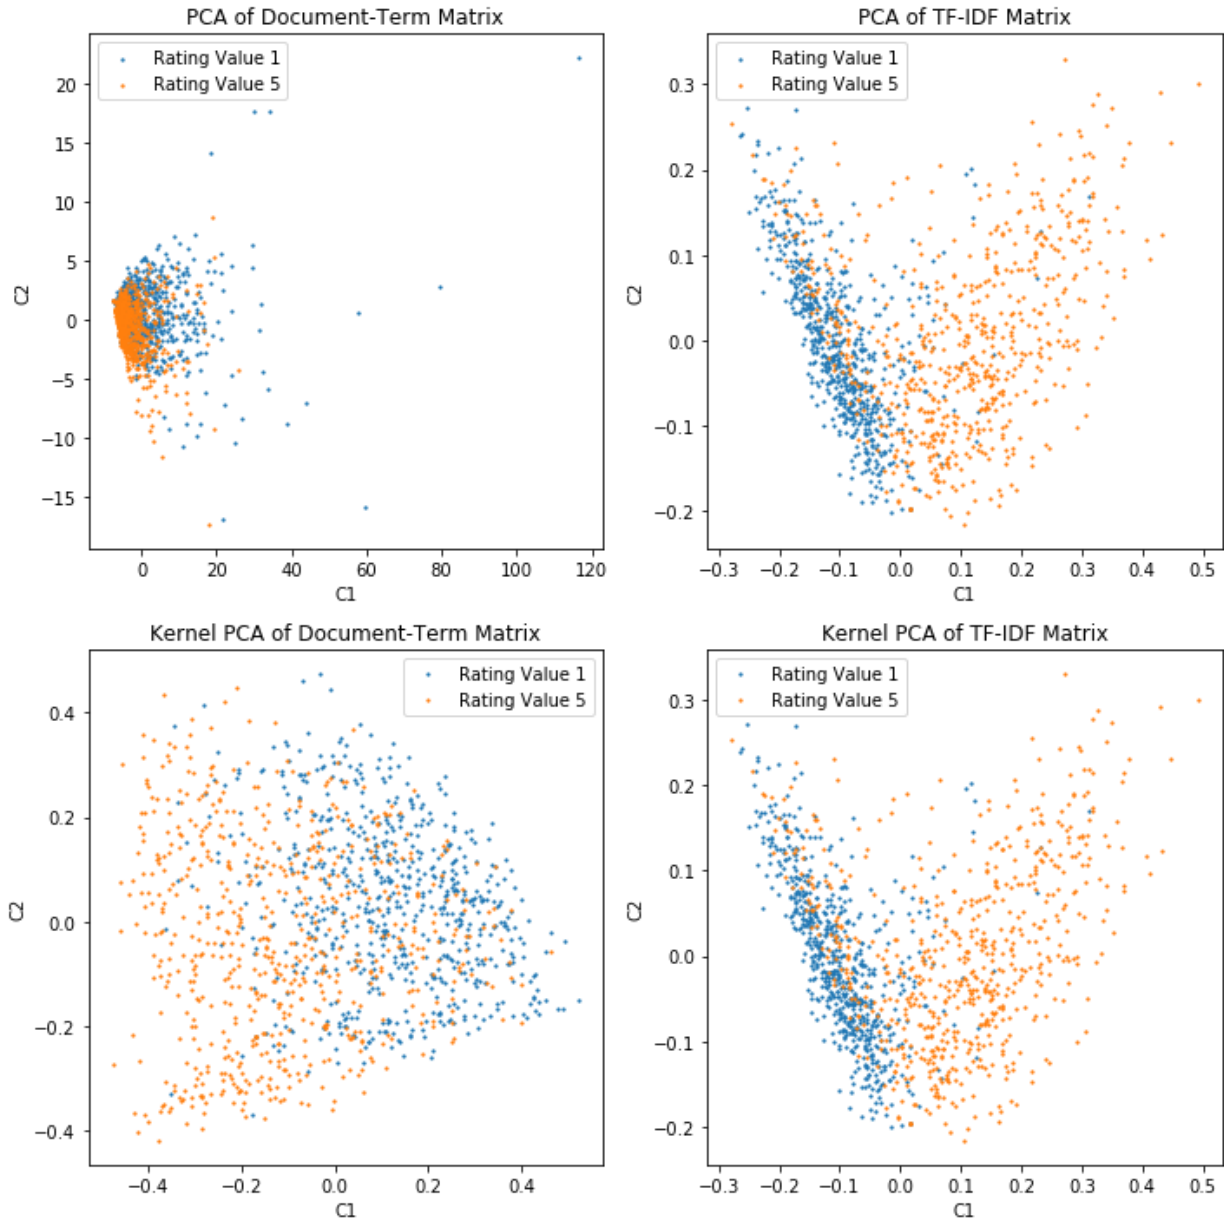 PCA of Document-Term Matrix
Rating Value 1
Rating Value 5
20
15
10
5
0
−5
−10
−15
C2
0 20 40 60 80 100 120
C1
PCA of TF-IDF Matrix
Rating Value 1
Rating Value 5
0.3
0.2
0.1
0.0
−0.1
−0.2
C2
−0.3 −0.2 −0.1 0.0 0.1 0.2 0.3 0.4 0.5
C1
Kernel PCA of Document-Term Matrix
Rating Value 1
Rating Value 5
0.4
0.2
0.0
−0.2
−0.4
C2
−0.4 −0.2 0.0 0.2 0.4
C1
Kernel PCA of TF-IDF Matrix
Rating Value 1
Rating Value 5
0.3
0.2
0.1
0.0
−0.1
−0.2
C2
−0.3 −0.2 −0.1 0.0 0.1 0.2 0.3 0.4 0.5
C1